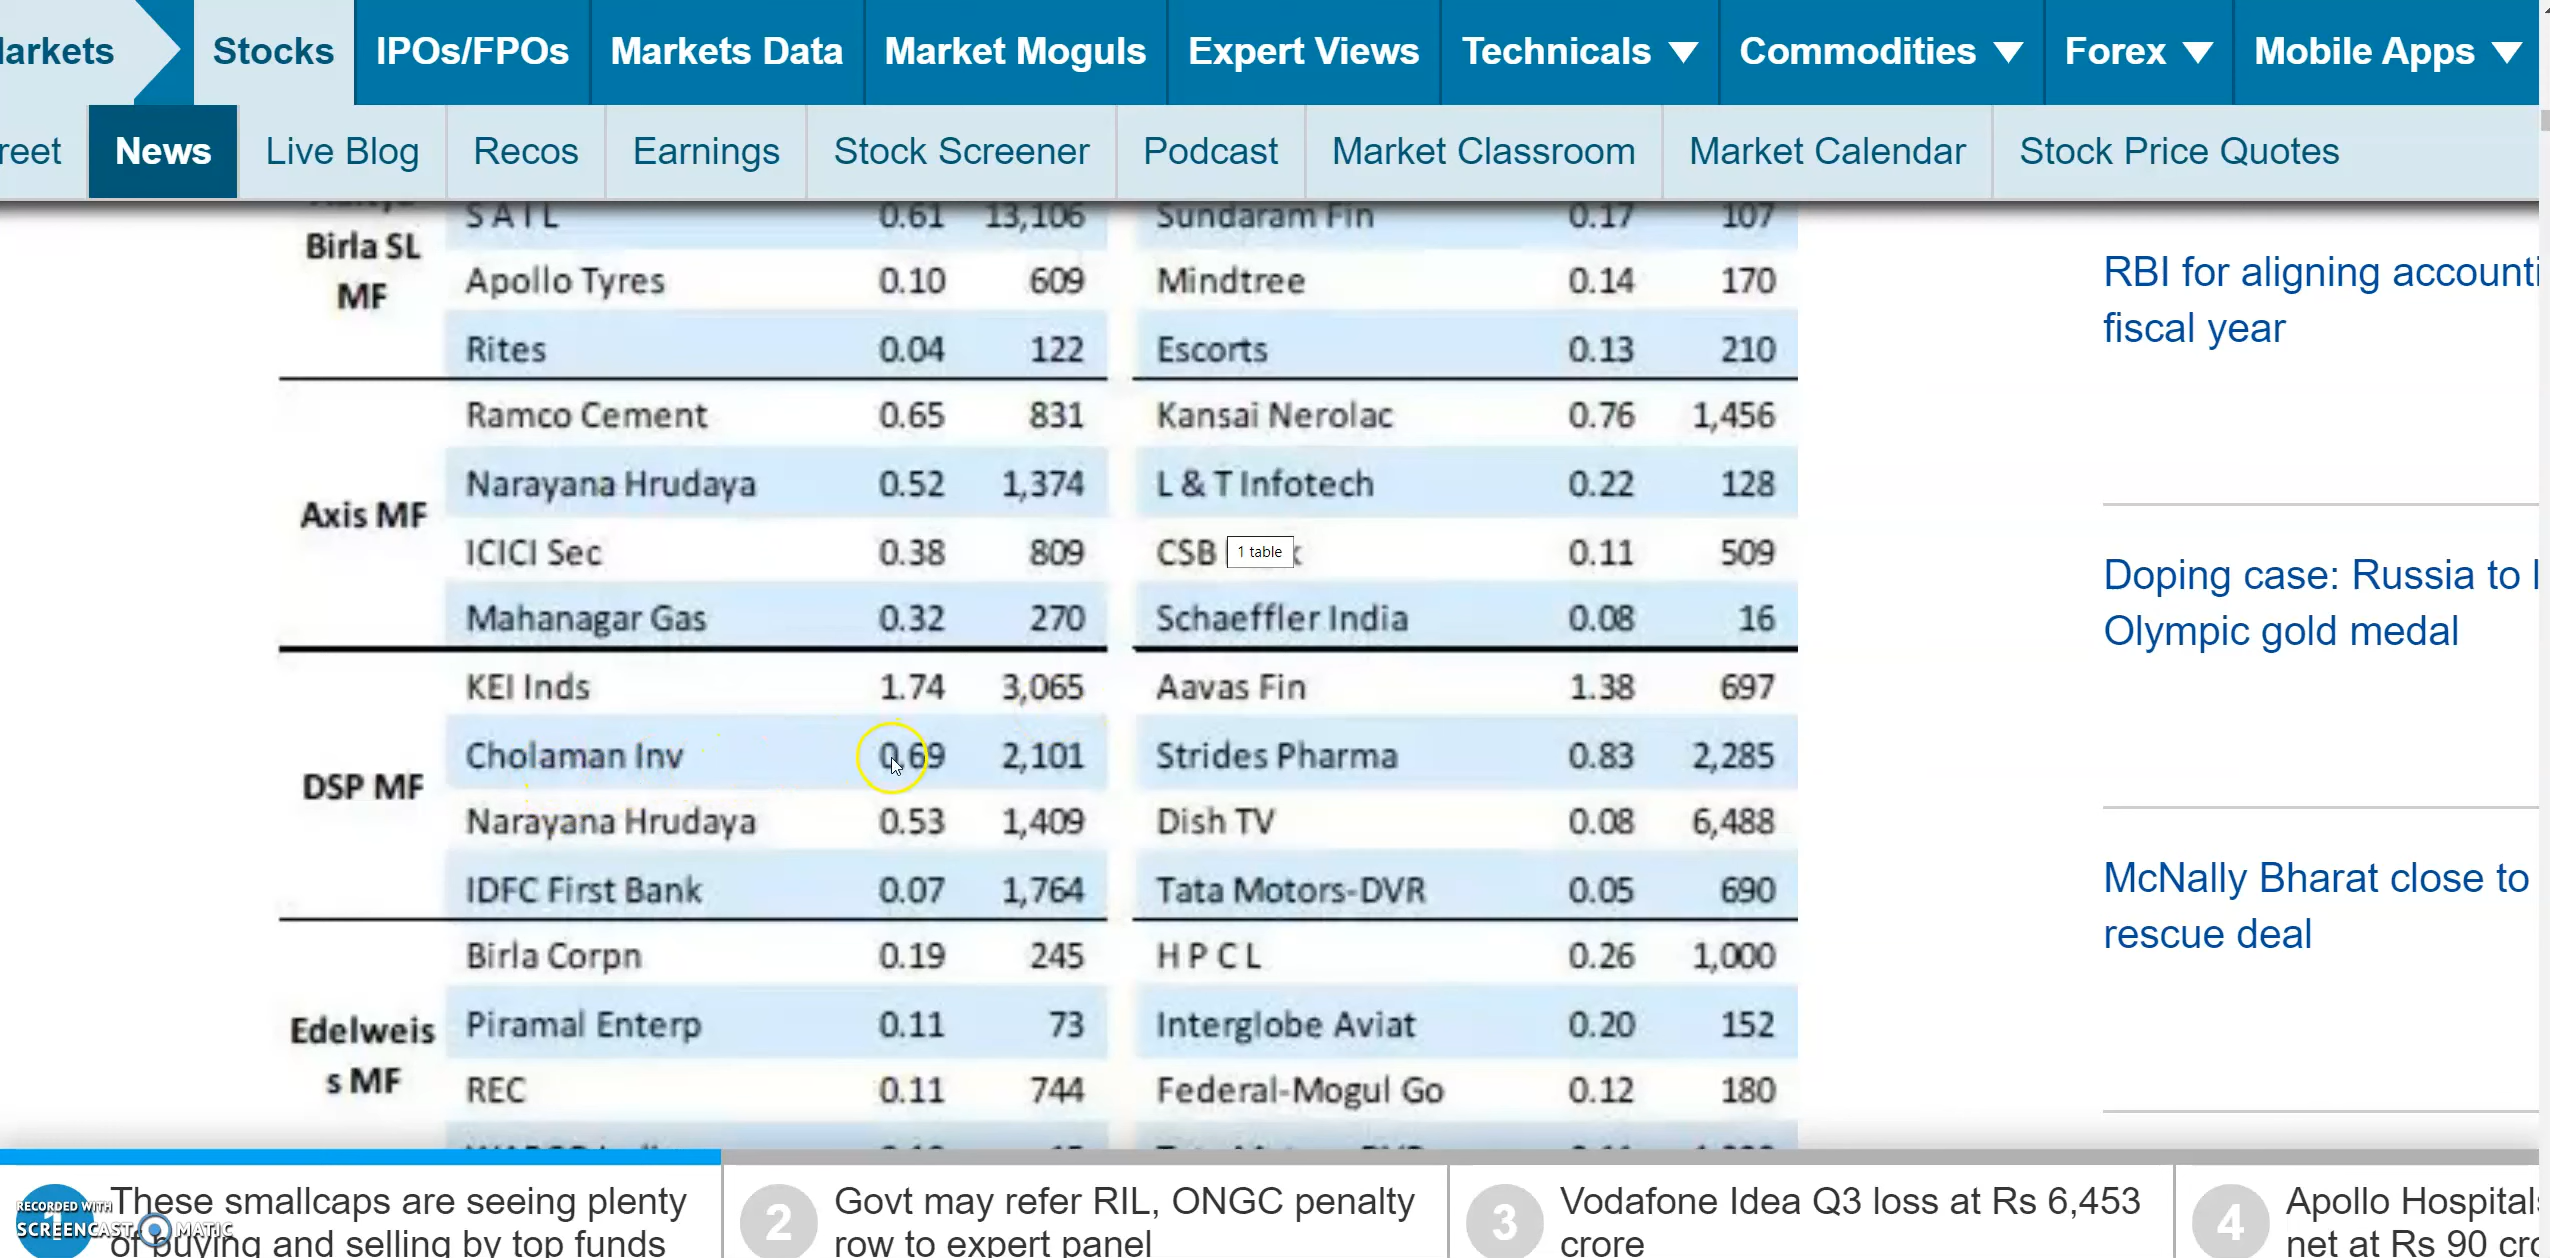 arkets
Stocks
IPOs/FPOs
Markets Data
Market Moguls
Expert Views
Technicals ▼
Commodities ▼
Forex ▼
Mobile Apps ▼
reet
News
Live Blog
Recos
Earnings
Stock Screener
Podcast
Market Classroom
Market Calendar
Stock Price Quotes
Birla SL
MF
S A I L 0.61 13,106 Sundaram Fin 0.17 107
Apollo Tyres 0.10 609 Mindtree 0.14 170
Rites 0.04 122 Escorts 0.13 210
Axis MF
Ramco Cement 0.65 831 Kansai Nerolac 0.76 1,456
Narayana Hrudaya 0.52 1,374 L & T Infotech 0.22 128
ICICI Sec 0.38 809 CSB 0.11 509
1 table
Mahanagar Gas 0.32 270 Schaeffler India 0.08 16
DSP MF
KEI Inds 1.74 3,065 Aavas Fin 1.38 697
Cholaman Inv 0.69 2,101 Strides Pharma 0.83 2,285
Narayana Hrudaya 0.53 1,409 Dish TV 0.08 6,488
IDFC First Bank 0.07 1,764 Tata Motors-DVR 0.05 690
Edelweis
s MF
Birla Corpn 0.19 245 H P C L 0.26 1,000
Piramal Enterp 0.11 73 Interglobe Aviat 0.20 152
REC 0.11 744 Federal-Mogul Go 0.12 180
RBI for aligning accounti
fiscal year
Doping case: Russia to
Olympic gold medal
McNally Bharat close to
rescue deal
1
These smallcaps are seeing plenty
of buying and selling by top funds
RECORDED WITH
SCREENCAST MATIC
2
Govt may refer RIL, ONGC penalty
row to expert panel
3
Vodafone Idea Q3 loss at Rs 6,453
crore
4
Apollo Hospital
net at Rs 90 cr